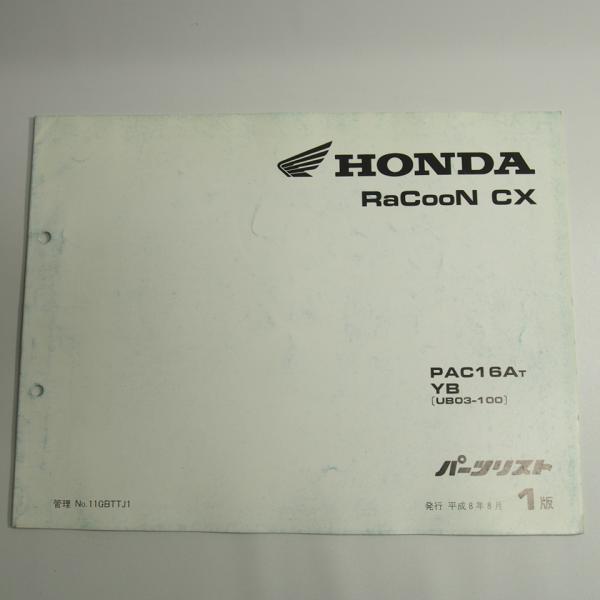 HONDA
RaCooN CX
PAC16AT
YB
[UB03-100]
パーツリスト
管理 No.11GBTTJ1
発行 平成8年8月 1版